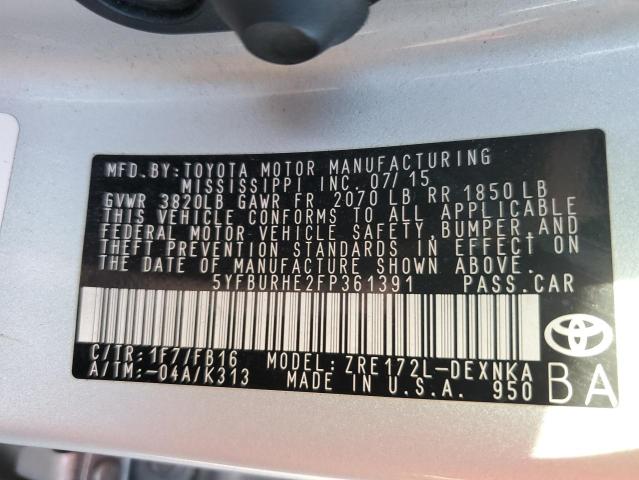 MFD.BY:TOYOTA MOTOR MANUFACTURING
MISSISSIPPI INC. 07/15
GVWR 3820LB GAWR FR 2070 LB RR 1850 LB
THIS VEHICLE CONFORMS TO ALL APPLICABLE
FEDERAL MOTOR VEHICLE SAFETY, BUMPER,AND
THEFT PREVENTION STANDARDS IN EFFECT ON
THE DATE OF MANUFACTURE SHOWN ABOVE.
5YFBURHE2FP361391 PASS.CAR
C/TR:1F7/FB16 MODEL:ZRE172L-DEXNKA
A/TM:-04A/K313 MADE IN U.S.A. 950
BA